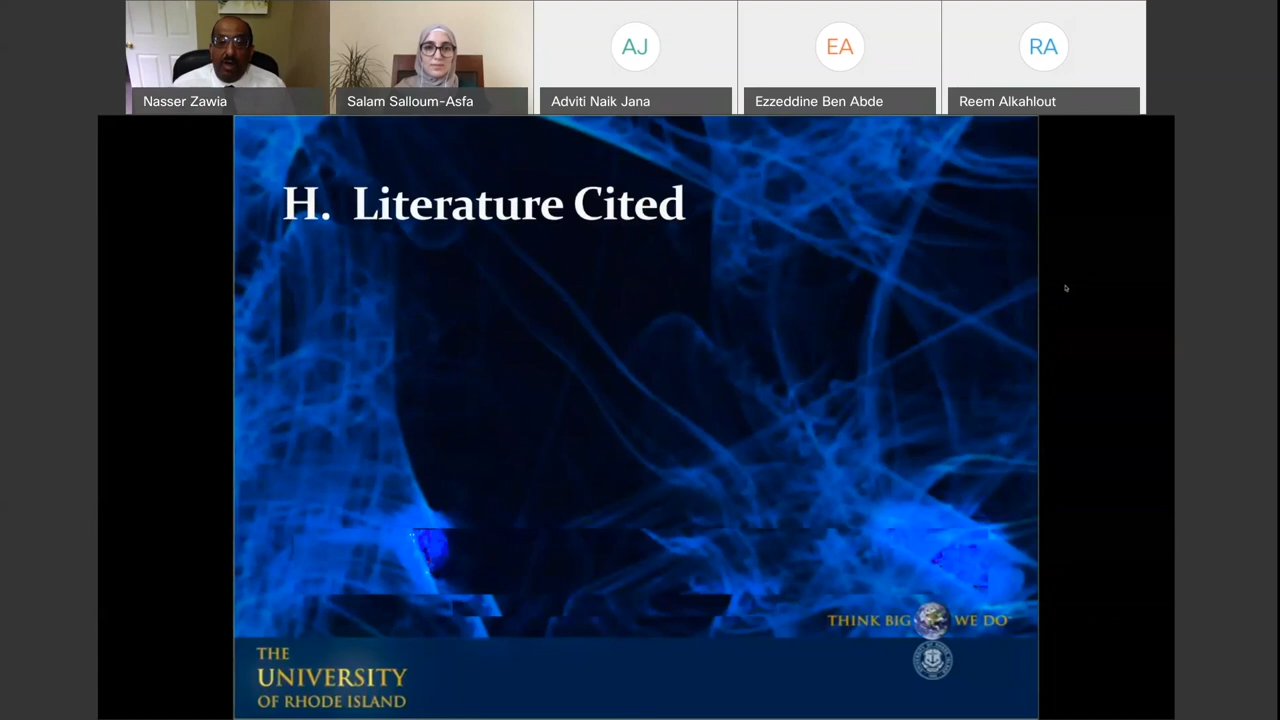 AJ
EA
RA
Nasser Zawia
Salam Salloum-Asfa
Adviti Naik Jana
Ezzeddine Ben Abde
Reem Alkahlout
H. Literature Cited
THINK BIG WE DO
THE
UNIVERSITY
OF RHODE ISLAND